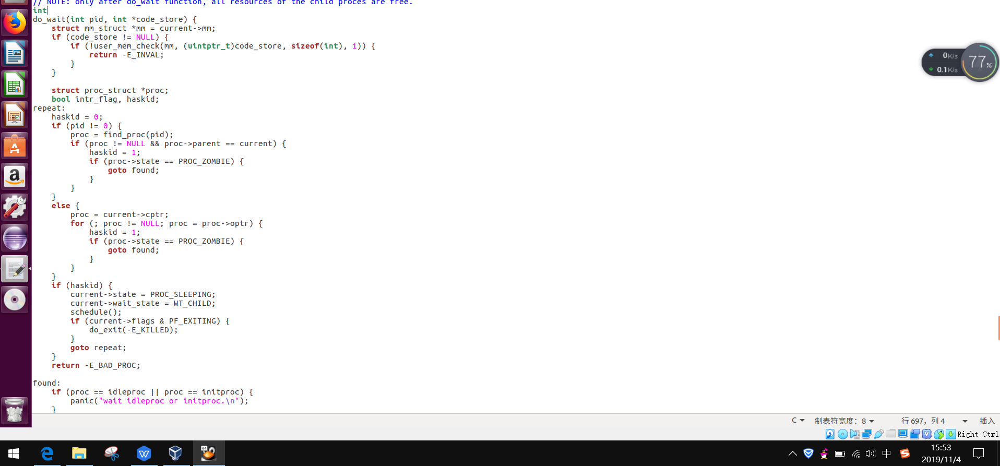 // NOTE: only after do_wait function, all resources of the child proces are free.
int
do_wait(int pid, int *code_store) {
    struct mm_struct *mm = current->mm;
    if (code_store != NULL) {
        if (!user_mem_check(mm, (uintptr_t)code_store, sizeof(int), 1)) {
            return -E_INVAL;
        }
    }

    struct proc_struct *proc;
    bool intr_flag, haskid;
repeat:
    haskid = 0;
    if (pid != 0) {
        proc = find_proc(pid);
        if (proc != NULL && proc->parent == current) {
            haskid = 1;
            if (proc->state == PROC_ZOMBIE) {
                goto found;
            }
        }
    }
    else {
        proc = current->cptr;
        for (; proc != NULL; proc = proc->optr) {
            haskid = 1;
            if (proc->state == PROC_ZOMBIE) {
                goto found;
            }
        }
    }
    if (haskid) {
        current->state = PROC_SLEEPING;
        current->wait_state = WT_CHILD;
        schedule();
        if (current->flags & PF_EXITING) {
            do_exit(-E_KILLED);
        }
        goto repeat;
    }
    return -E_BAD_PROC;

found:
    if (proc == idleproc || proc == initproc) {
        panic("wait idleproc or initproc.\n");
    }
0K/s
0.1K/s
77%
C 制表符宽度：8 行 697，列 4 插入
Right Ctrl
64
中
15:53
2019/11/4